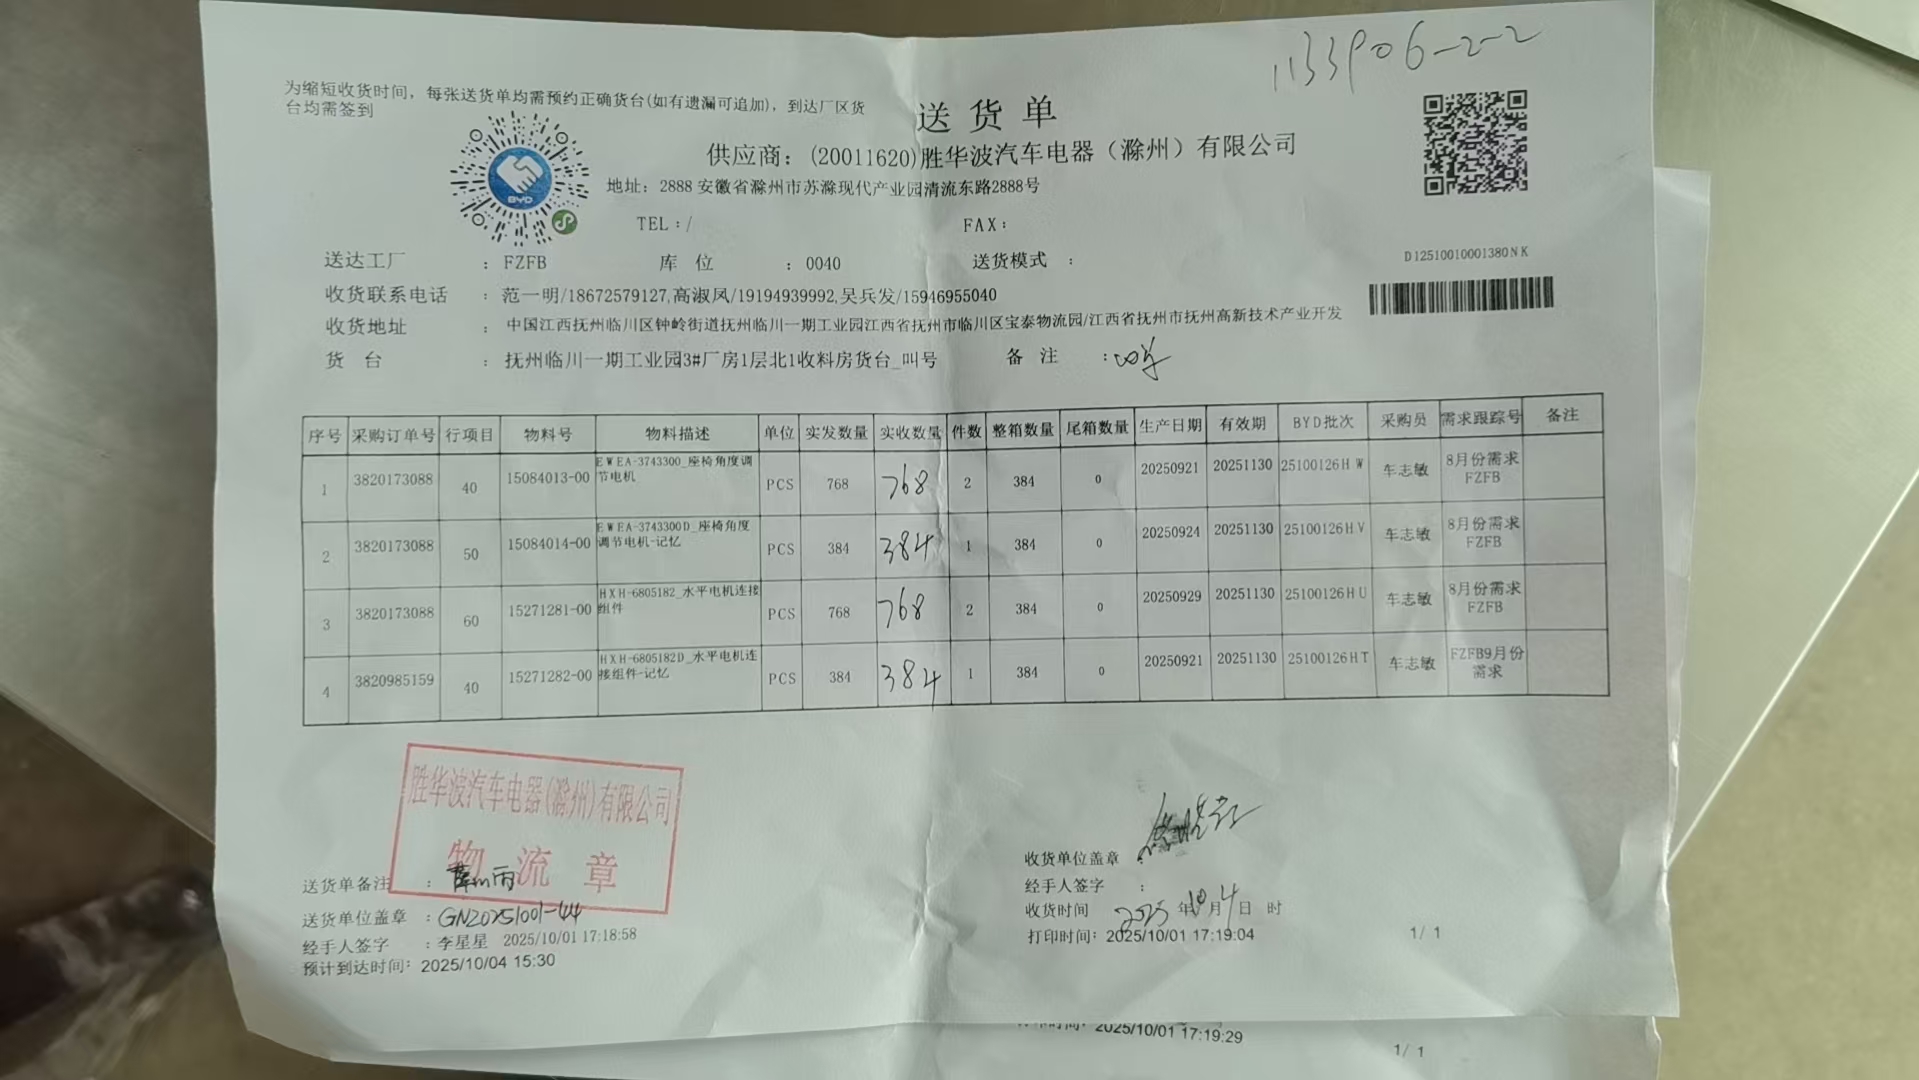 1133906-2-2
为缩短收货时间，每张送货单均需预约正确货台(如有遗漏可追加)，到达厂区货
台均需签到
送货单
供应商：(20011620)胜华波汽车电器（滁州）有限公司
BYD
地址：2888 安徽省滁州市苏滁现代产业园清流东路2888号
TEL：/ FAX：
送达工厂 ：FZFB 库 位 ：0040 送货模式 ：
D12510010001380NK
收货联系电话 ：范一明/18672579127,高淑凤/19194939992,吴兵发/15946955040
收货地址 ：中国江西抚州临川区钟岭街道抚州临川一期工业园江西省抚州市临川区宝泰物流园/江西省抚州市抚州高新技术产业开发
货 台 ：抚州临川一期工业园3#厂房1层北1收料房货台_叫号 备 注 ：
序号 采购订单号 行项目 物料号 物料描述 单位 实发数量 实收数量 件数 整箱数量 尾箱数量 生产日期 有效期 BYD批次 采购员 需求跟踪号 备注
1 3820173088 40 15084013-00 EWEA-3743300_座椅角度调节电机 PCS 768 768 2 384 0 20250921 20251130 25100126HW 车志敏 8月份需求FZFB
2 3820173088 50 15084014-00 EWEA-3743300D_座椅角度调节电机-记忆 PCS 384 384 1 384 0 20250924 20251130 25100126HV 车志敏 8月份需求FZFB
3 3820173088 60 15271281-00 HXH-6805182_水平电机连接组件 PCS 768 768 2 384 0 20250929 20251130 25100126HU 车志敏 8月份需求FZFB
4 3820985159 40 15271282-00 HXH-6805182D_水平电机连接组件-记忆 PCS 384 384 1 384 0 20250921 20251130 25100126HT 车志敏 FZFB9月份需求
胜华波汽车电器(滁州)有限公司
物流章
送货单备注 ：
送货单位盖章 ：GN20251001-44
经手人签字 ：李星星 2025/10/01 17:18:58
预计到达时间：2025/10/04 15:30
收货单位盖章 ：
经手人签字 ：
收货时间 2025 年 10 月 4 日 时
打印时间：2025/10/01 17:19:04
1/ 1
2025/10/01 17:19:29
1/ 1